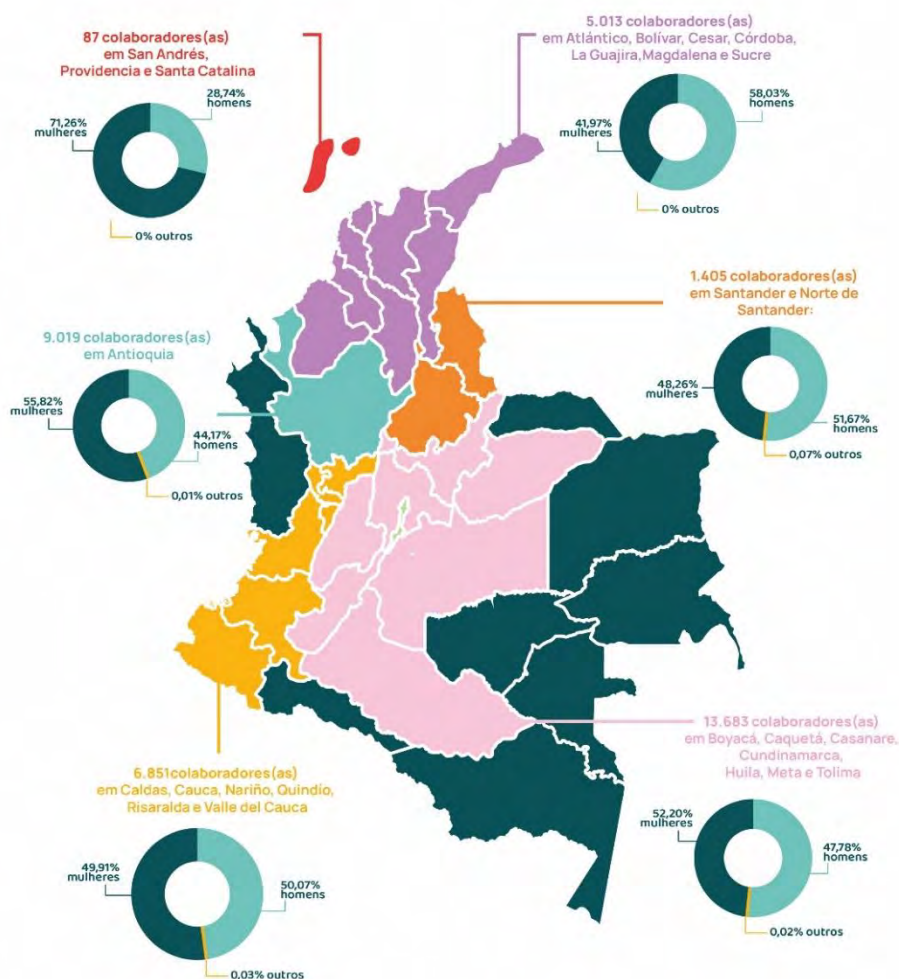 87 colaboradores(as)
em San Andrés,
Providencia e Santa Catalina
71,26%
mulheres
28,74%
homens
0% outros
5.013 colaboradores(as)
em Atlántico, Bolívar, Cesar, Córdoba,
La Guajira,Magdalena e Sucre
58,03%
homens
41,97%
mulheres
0% outros
1.405 colaboradores(as)
em Santander e Norte de
Santander:
48,26%
mulheres
51,67%
homens
0,07% outros
9.019 colaboradores(as)
em Antioquia
55,82%
mulheres
44,17%
homens
0,01% outros
13.683 colaboradores(as)
em Boyacá, Caquetá, Casanare,
Cundinamarca,
Huila, Meta e Tolima
52,20%
mulheres
47,78%
homens
0,02% outros
6.851colaboradores(as)
em Caldas, Cauca, Nariño, Quindío,
Risaralda e Valle del Cauca
49,91%
mulheres
50,07%
homens
0,03% outros